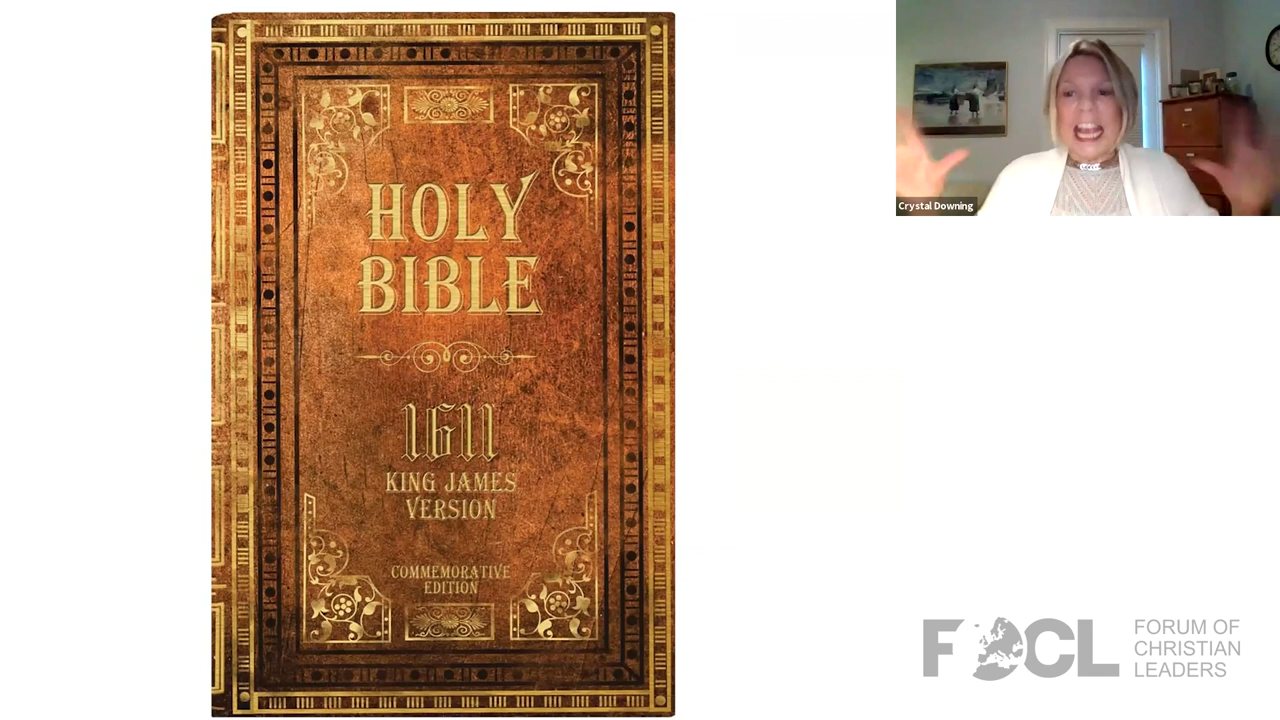 HOLY
BIBLE
1611
KING JAMES
VERSION
COMMEMORATIVE
EDITION
Crystal Downing
FOCL
FORUM OF
CHRISTIAN
LEADERS